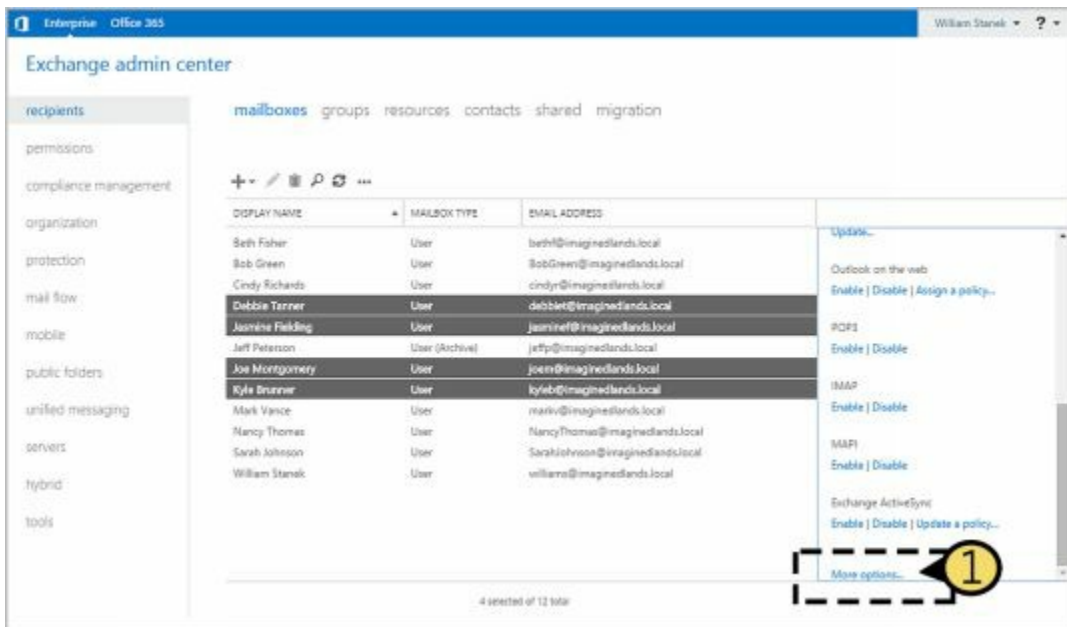 Enterprise Office 365
William Stanek ?
Exchange admin center
recipients
permissions
compliance management
organization
protection
mail flow
mobile
public folders
unified messaging
servers
hybrid
tools
mailboxes groups resources contacts shared migration
DISPLAY NAME MAILBOX TYPE EMAIL ADDRESS
Beth Fisher User bethf@imaginedlands.local
Bob Green User BobGreen@imaginedlands.local
Cindy Richards User cindyr@imaginedlands.local
Debbie Tanner User debbiet@imaginedlands.local
Jasmine Fielding User jasminef@imaginedlands.local
Jeff Peterson User (Archive) jeffp@imaginedlands.local
Joe Montgomery User joem@imaginedlands.local
Kyle Brunner User kyleb@imaginedlands.local
Mark Vance User markv@imaginedlands.local
Nancy Thomas User NancyThomas@imaginedlands.local
Sarah Johnson User SarahJohnson@imaginedlands.local
William Stanek User williams@imaginedlands.local
4 selected of 12 total
Update...
Outlook on the web
Enable | Disable | Assign a policy...
POP3
Enable | Disable
IMAP
Enable | Disable
MAPI
Enable | Disable
Exchange ActiveSync
Enable | Disable | Update a policy...
More options...
1